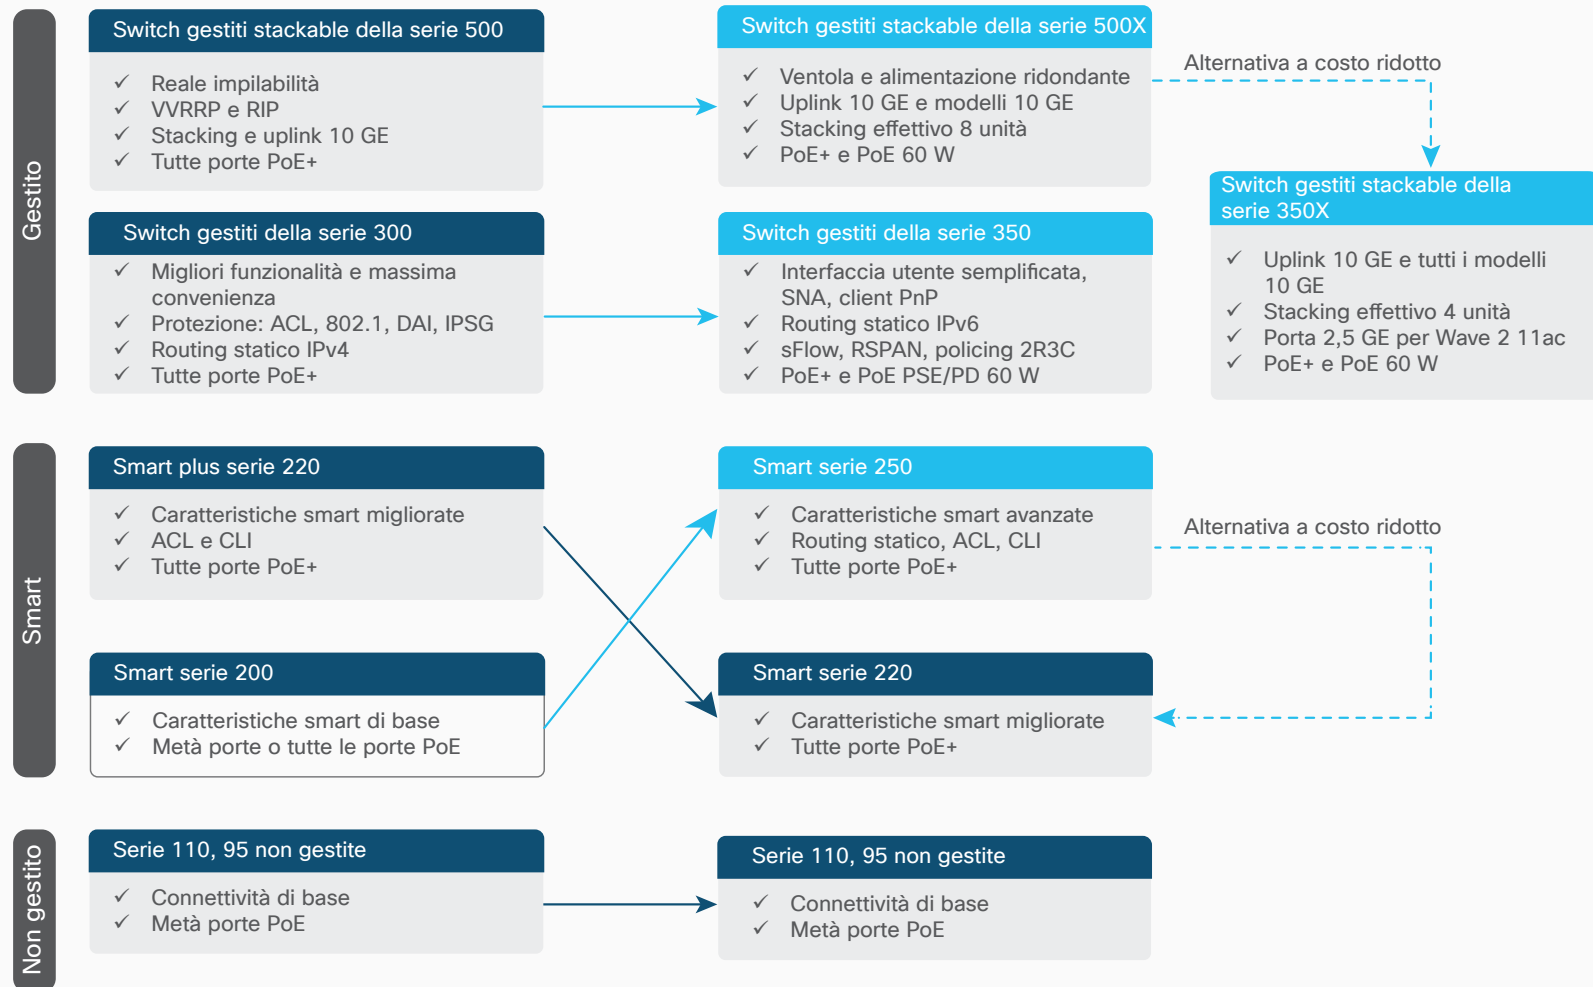 Gestito
Switch gestiti stackable della serie 500
✓ Reale impilabilità
✓ VVRRP e RIP
✓ Stacking e uplink 10 GE
✓ Tutte porte PoE+
Switch gestiti stackable della serie 500X
✓ Ventola e alimentazione ridondante
✓ Uplink 10 GE e modelli 10 GE
✓ Stacking effettivo 8 unità
✓ PoE+ e PoE 60 W
Alternativa a costo ridotto
Switch gestiti stackable della
serie 350X
✓ Uplink 10 GE e tutti i modelli
10 GE
✓ Stacking effettivo 4 unità
✓ Porta 2,5 GE per Wave 2 11ac
✓ PoE+ e PoE 60 W
Switch gestiti della serie 300
✓ Migliori funzionalità e massima
convenienza
✓ Protezione: ACL, 802.1, DAI, IPSG
✓ Routing statico IPv4
✓ Tutte porte PoE+
Switch gestiti della serie 350
✓ Interfaccia utente semplificata,
SNA, client PnP
✓ Routing statico IPv6
✓ sFlow, RSPAN, policing 2R3C
✓ PoE+ e PoE PSE/PD 60 W
Smart
Smart plus serie 220
✓ Caratteristiche smart migliorate
✓ ACL e CLI
✓ Tutte porte PoE+
Smart serie 250
✓ Caratteristiche smart avanzate
✓ Routing statico, ACL, CLI
✓ Tutte porte PoE+
Alternativa a costo ridotto
Smart serie 200
✓ Caratteristiche smart di base
✓ Metà porte o tutte le porte PoE
Smart serie 220
✓ Caratteristiche smart migliorate
✓ Tutte porte PoE+
Non gestito
Serie 110, 95 non gestite
✓ Connettività di base
✓ Metà porte PoE
Serie 110, 95 non gestite
✓ Connettività di base
✓ Metà porte PoE